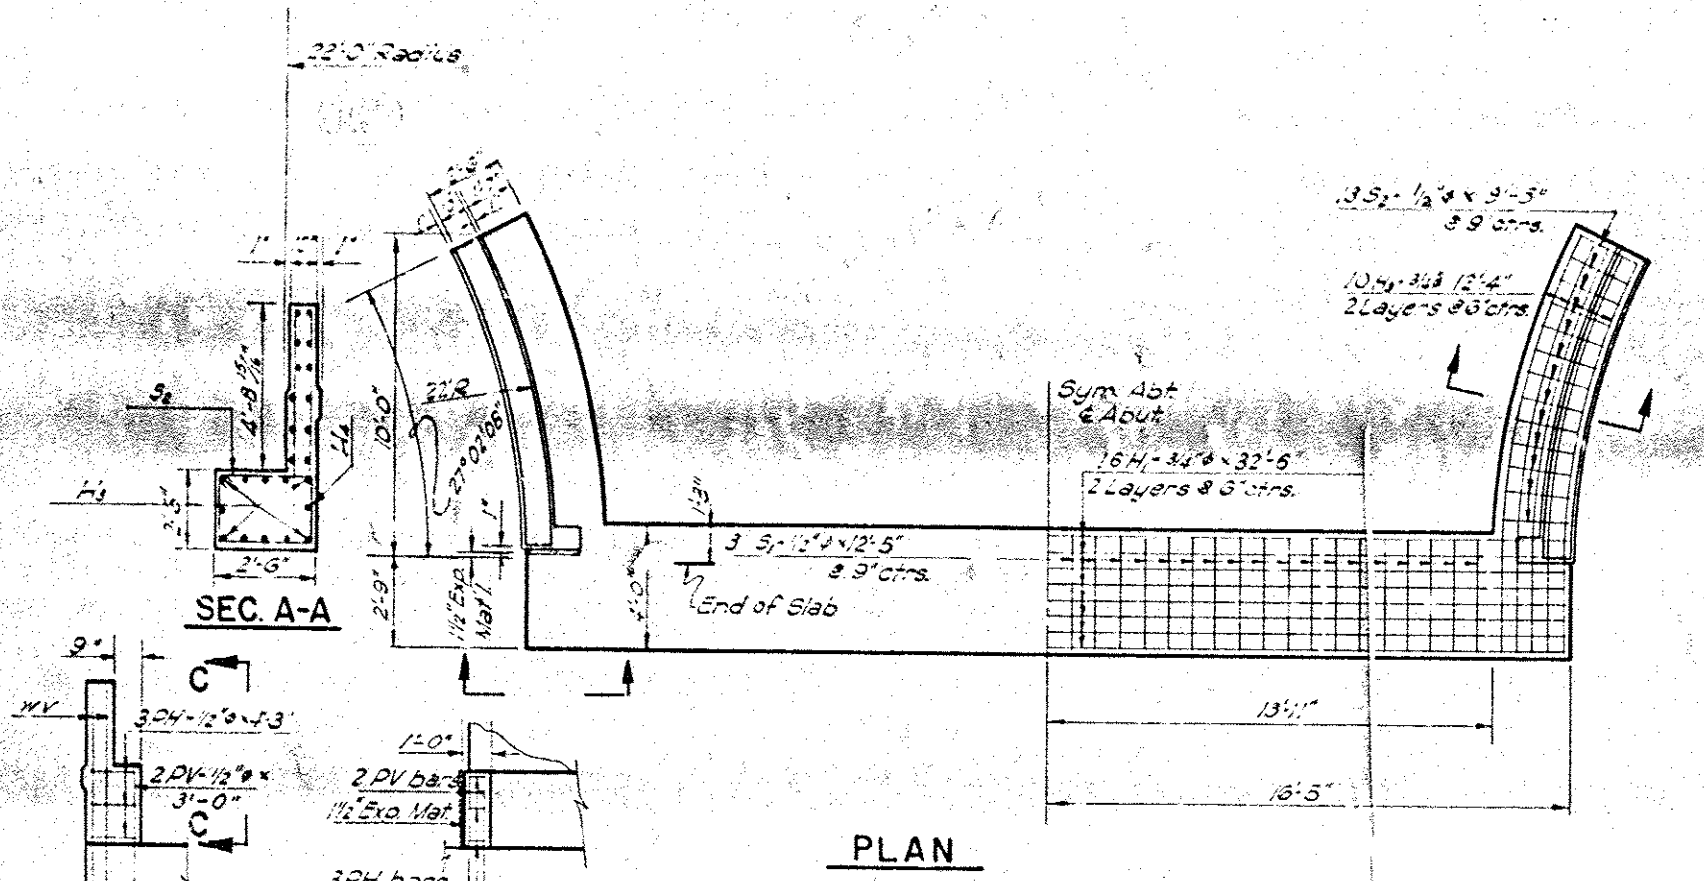 22'-0" Radius
13 S2 - 1/2" φ x 9'-5"
@ 9" ctrs.
3/4" φ 12'-4"
2 Layers @ 6" ctrs.
1"
1"
4'-8 15/16"
S2
H3
H4
2'-5"
2'-6"
SEC. A-A
10'-0"
22'R
27° 02' 06"
1"
2'-9"
1 1/2" Exp.
Mat'l.
1'-3"
Sym. Abt.
℄ Abut.
16 H1 - 3/4" φ x 32'-6"
2 Layers @ 6" ctrs.
S1 - 1/2" φ x 12'-5"
@ 9" ctrs.
End of Slab
4'-0"
13'-11"
16'-5"
9"
C
WV
3 PH - 1/2" φ x 4'-3"
2 PV - 1/2" φ x
3'-0"
C
1'-0"
2 PV bars
1 1/2" Exp. Mat.
3 PH bars
PLAN